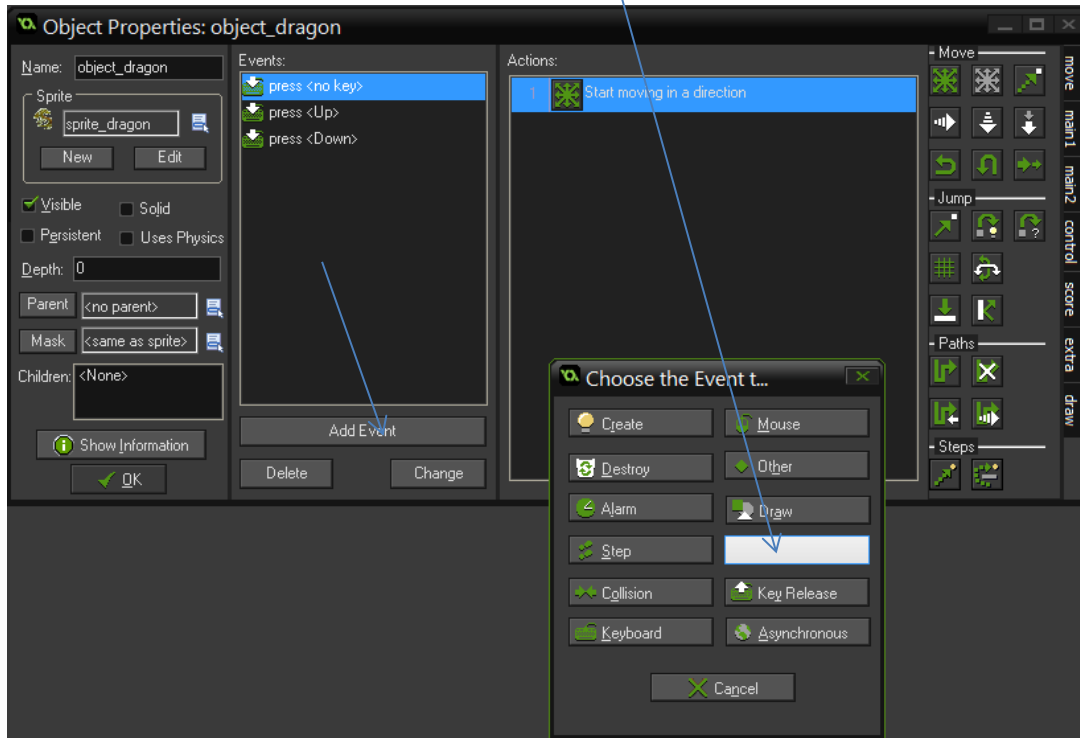 Object Properties: object_dragon
Name: object_dragon
Sprite
sprite_dragon
New Edit
Visible Solid
Persistent Uses Physics
Depth: 0
Parent <no parent>
Mask <same as sprite>
Children: <None>
Show Information
OK
Events:
press <no key>
press <Up>
press <Down>
Add Event
Delete Change
Actions:
1 Start moving in a direction
Move
Jump
Paths
Steps
move
main1
main2
control
score
extra
draw
Choose the Event t...
Create Mouse
Destroy Other
Alarm Draw
Step
Collision Key Release
Keyboard Asynchronous
Cancel